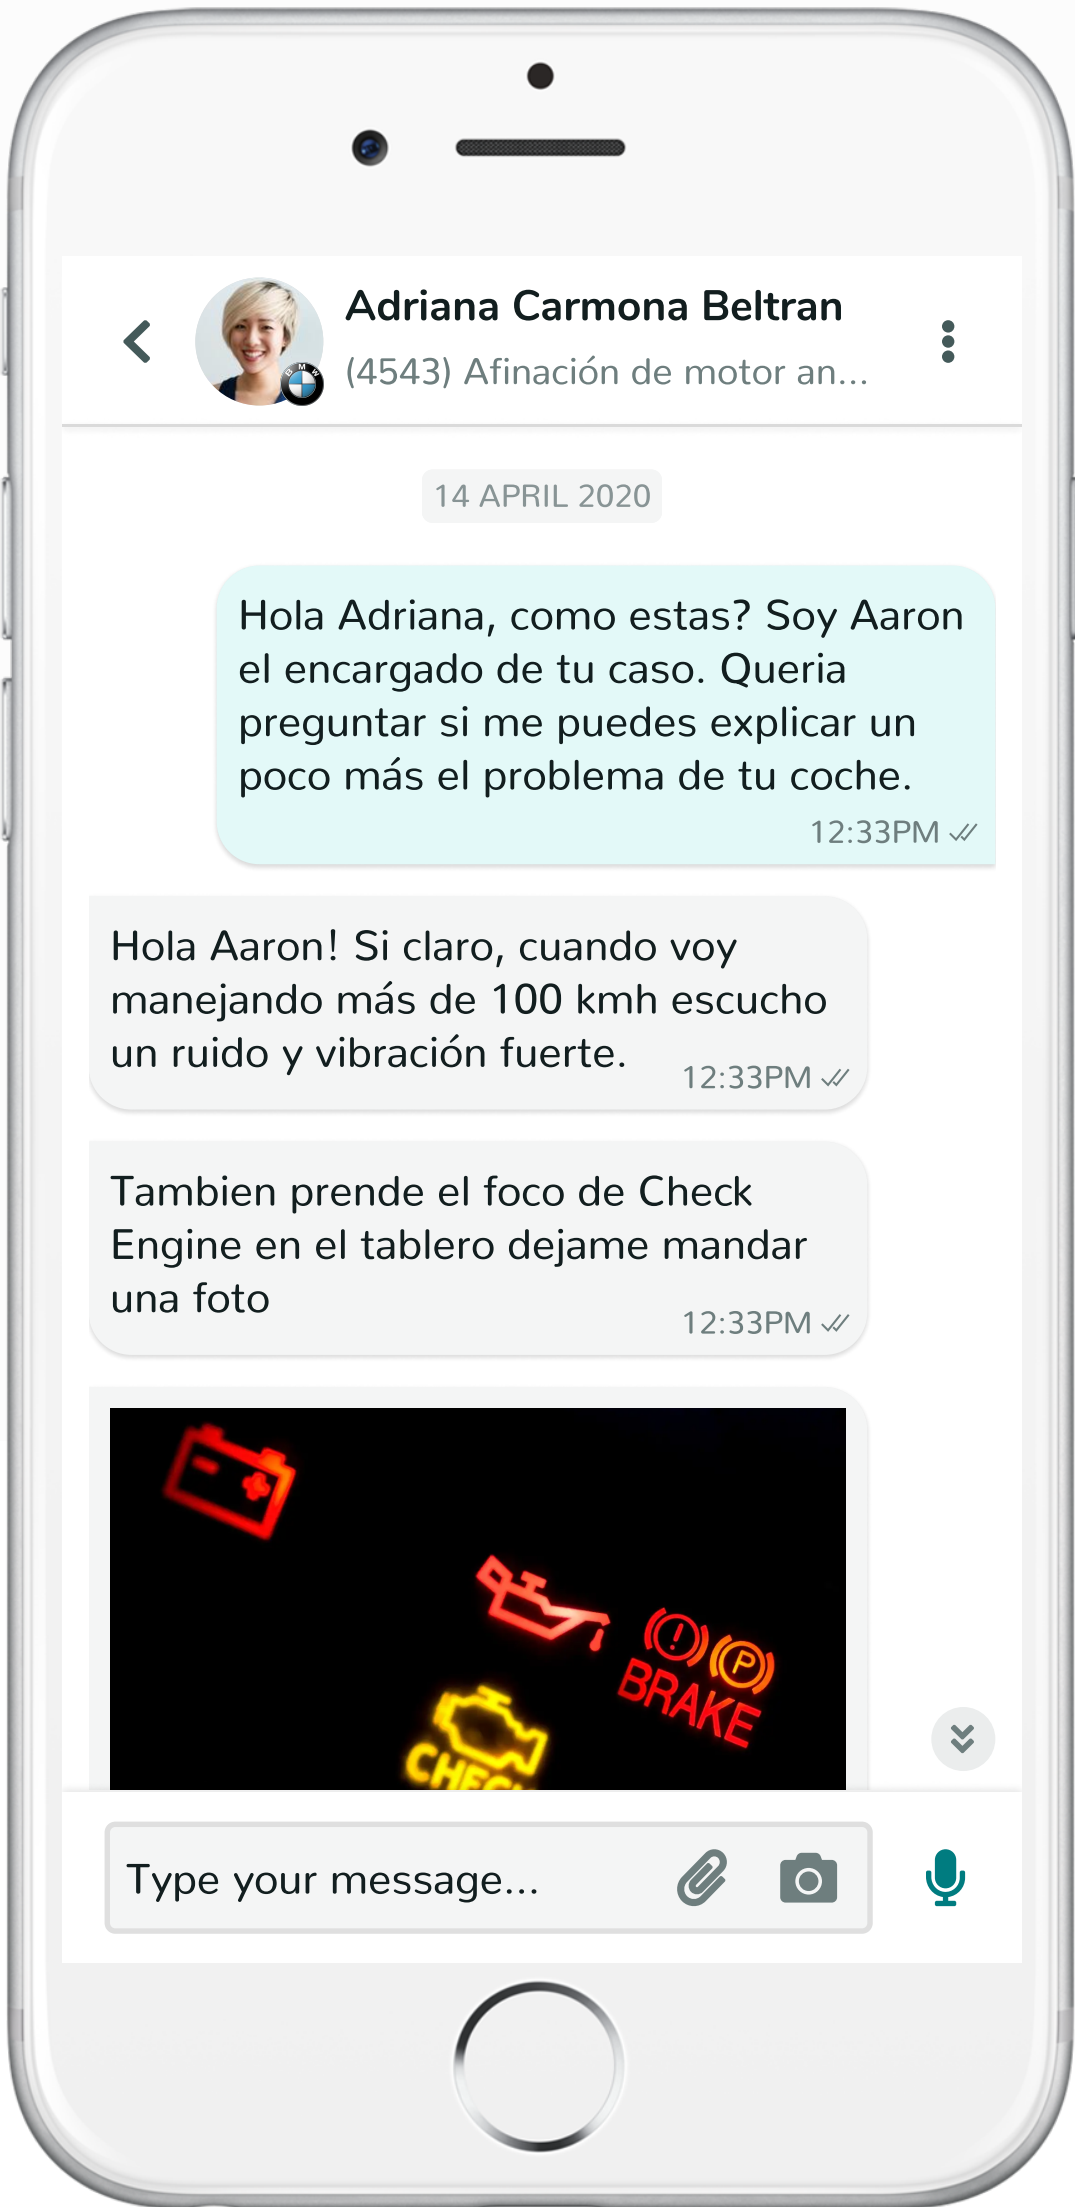 Adriana Carmona Beltran
BMW
(4543) Afinación de motor an...
14 APRIL 2020
Hola Adriana, como estas? Soy Aaron
el encargado de tu caso. Queria
preguntar si me puedes explicar un
poco más el problema de tu coche.
12:33PM
Hola Aaron! Si claro, cuando voy
manejando más de 100 kmh escucho
un ruido y vibración fuerte.
12:33PM
Tambien prende el foco de Check
Engine en el tablero dejame mandar
una foto
12:33PM
(!) (P)
BRAKE
CHECK
Type your message...